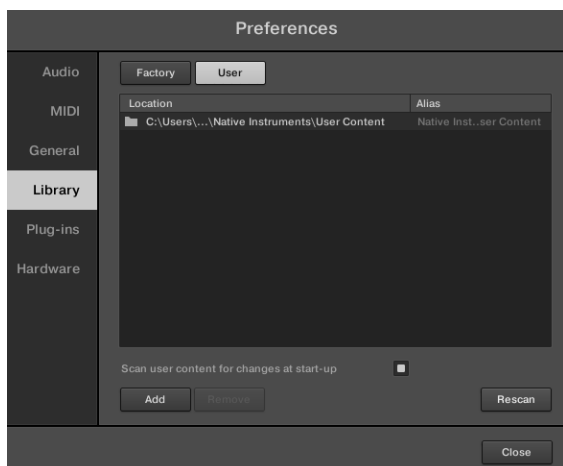 Preferences
Audio
MIDI
General
Library
Plug-ins
Hardware
Factory User
Location Alias
C:\Users\...\Native Instruments\User Content Native Inst..ser Content
Scan user content for changes at start-up
Add Remove Rescan
Close